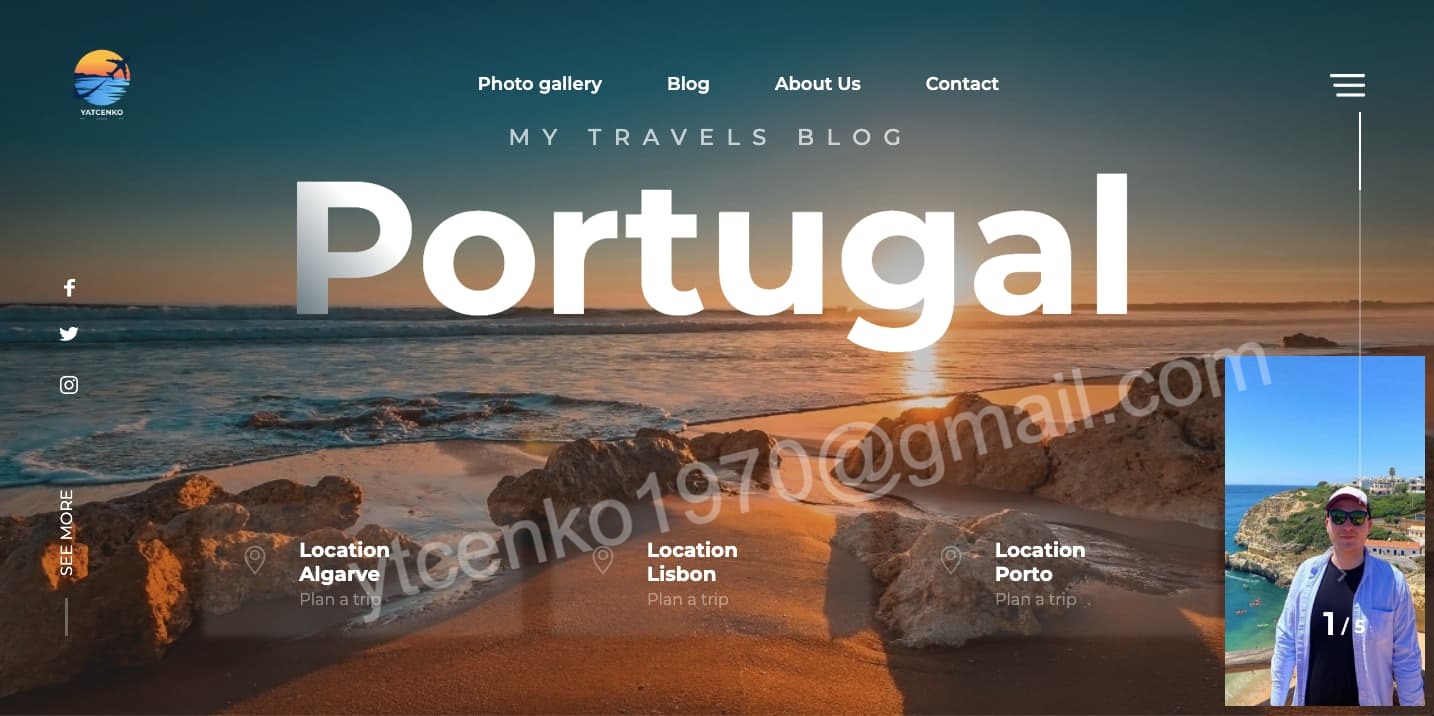 YATCENKO
Photo gallery
Blog
About Us
Contact
MY TRAVELS BLOG
Portugal
SEE MORE
Location
Algarve
Plan a trip
Location
Lisbon
Plan a trip
Location
Porto
Plan a trip
1 / 5
ytcenko1970@gmail.com